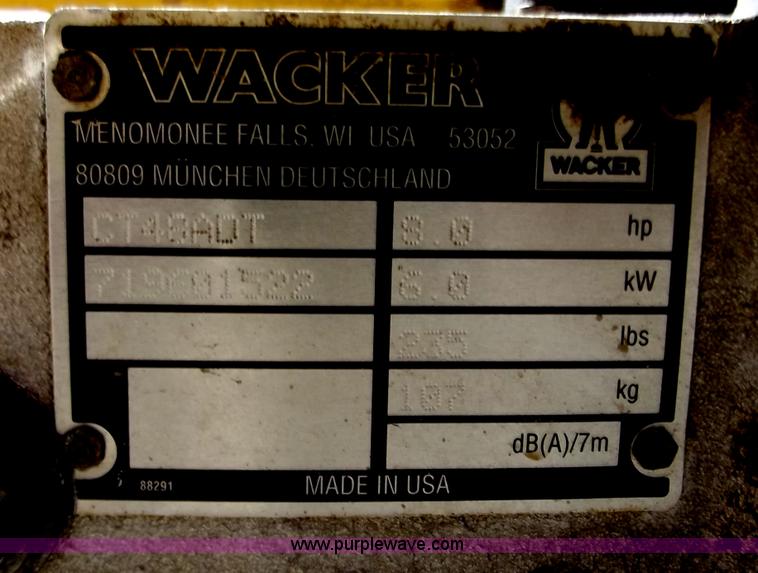 WACKER
MENOMONEE FALLS, WI USA 53052
80809 MÜNCHEN DEUTSCHLAND
WACKER
CT48ADT 8.0 hp
719601522 6.0 kW
235 lbs
107 kg
dB(A)/7m
88291 MADE IN USA
www.purplewave.com